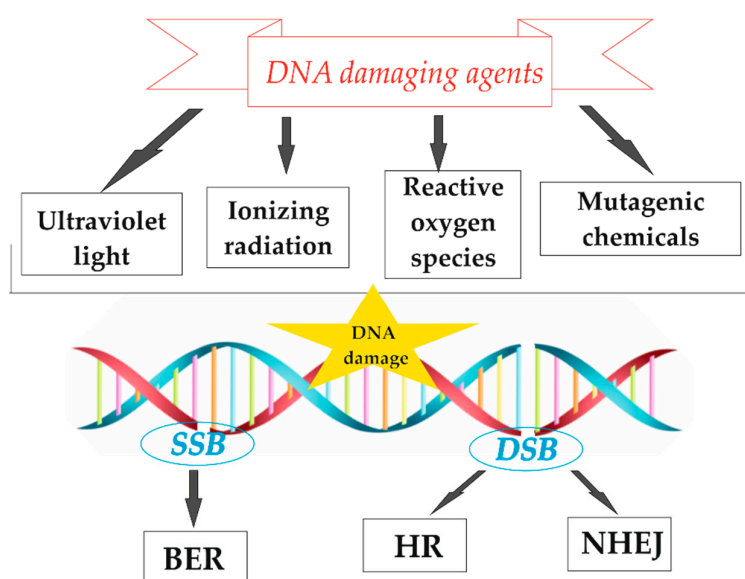 DNA damaging agents
Ultraviolet
light
Ionizing
radiation
Reactive
oxygen
species
Mutagenic
chemicals
DNA
damage
SSB
DSB
BER
HR
NHEJ